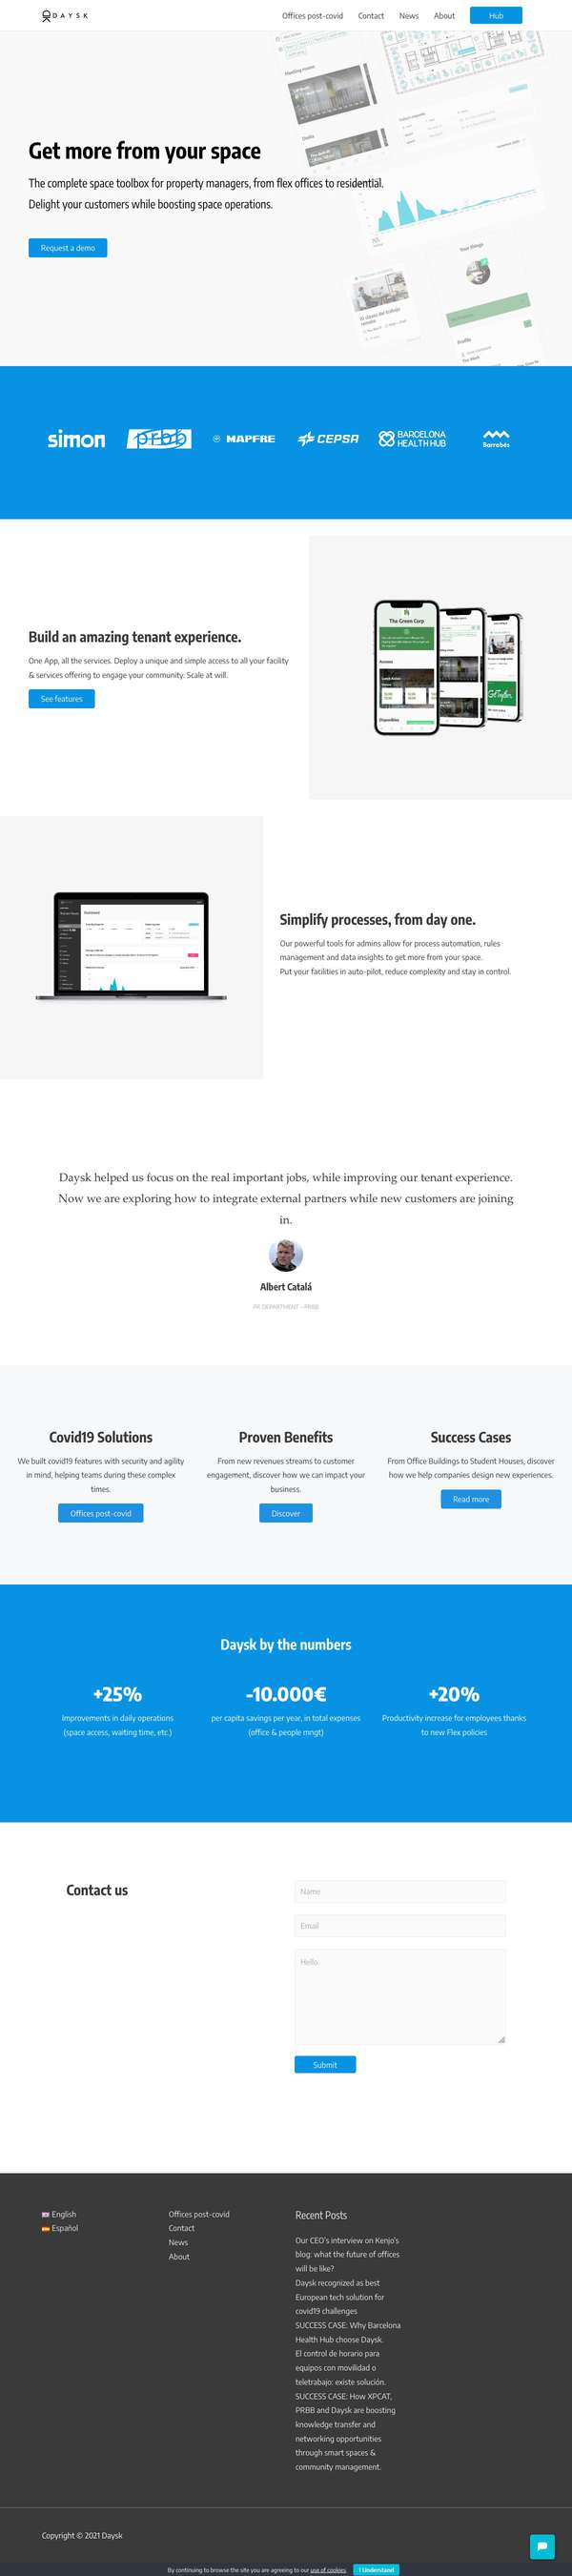 DAYSK
Offices post-covid
Contact
News
About
Hub
Get more from your space
The complete space toolbox for property managers, from flex offices to residential.
Delight your customers while boosting space operations.
Request a demo
Meeting rooms
Your things
Profile
simon
prbb
MAPFRE
CEPSA
BARCELONA
HEALTH HUB
Barrabés
Build an amazing tenant experience.
One App, all the services. Deploy a unique and simple access to all your facility
& services offering to engage your community. Scale at will.
See features
The Green Corp
Simplify processes, from day one.
Our powerful tools for admins allow for process automation, rules
management and data insights to get more from your space.
Put your facilities in auto-pilot, reduce complexity and stay in control.
Daysk helped us focus on the real important jobs, while improving our tenant experience.
Now we are exploring how to integrate external partners while new customers are joining
in.
Albert Catalá
PR DEPARTMENT - PRBB
Covid19 Solutions
We built covid19 features with security and agility
in mind, helping teams during these complex
times.
Offices post-covid
Proven Benefits
From new revenues streams to customer
engagement, discover how we can impact your
business.
Discover
Success Cases
From Office Buildings to Student Houses, discover
how we help companies design new experiences.
Read more
Daysk by the numbers
+25%
Improvements in daily operations
(space access, waiting time, etc.)
-10.000€
per capita savings per year, in total expenses
(office & people mngt)
+20%
Productivity increase for employees thanks
to new Flex policies
Contact us
Name
Email
Hello
Submit
English
Español
Offices post-covid
Contact
News
About
Recent Posts
Our CEO's interview on Kenjo's
blog: what the future of offices
will be like?
Daysk recognized as best
European tech solution for
covid19 challenges
SUCCESS CASE: Why Barcelona
Health Hub choose Daysk.
El control de horario para
equipos con movilidad o
teletrabajo: existe solución.
SUCCESS CASE: How XPCAT,
PRBB and Daysk are boosting
knowledge transfer and
networking opportunities
through smart spaces &
community management.
Copyright © 2021 Daysk
By continuing to browse the site you are agreeing to our use of cookies
I Understand